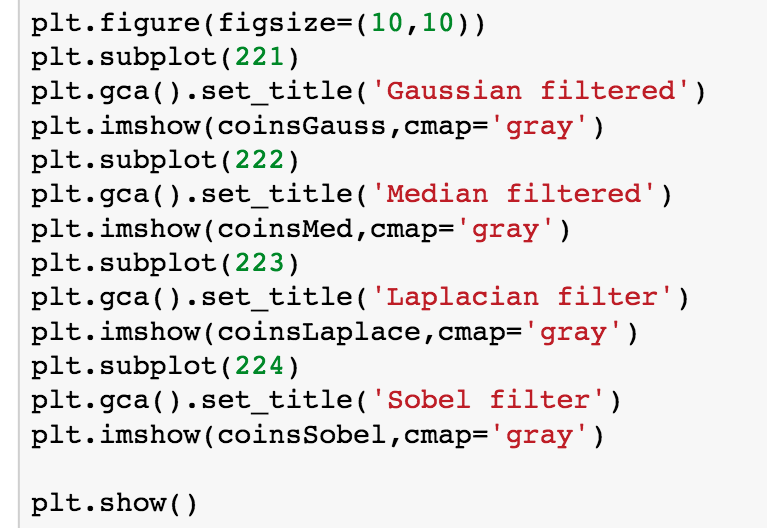 plt.figure(figsize=(10,10))
plt.subplot(221)
plt.gca().set_title('Gaussian filtered')
plt.imshow(coinsGauss,cmap='gray')
plt.subplot(222)
plt.gca().set_title('Median filtered')
plt.imshow(coinsMed,cmap='gray')
plt.subplot(223)
plt.gca().set_title('Laplacian filter')
plt.imshow(coinsLaplace,cmap='gray')
plt.subplot(224)
plt.gca().set_title('Sobel filter')
plt.imshow(coinsSobel,cmap='gray')
plt.show()